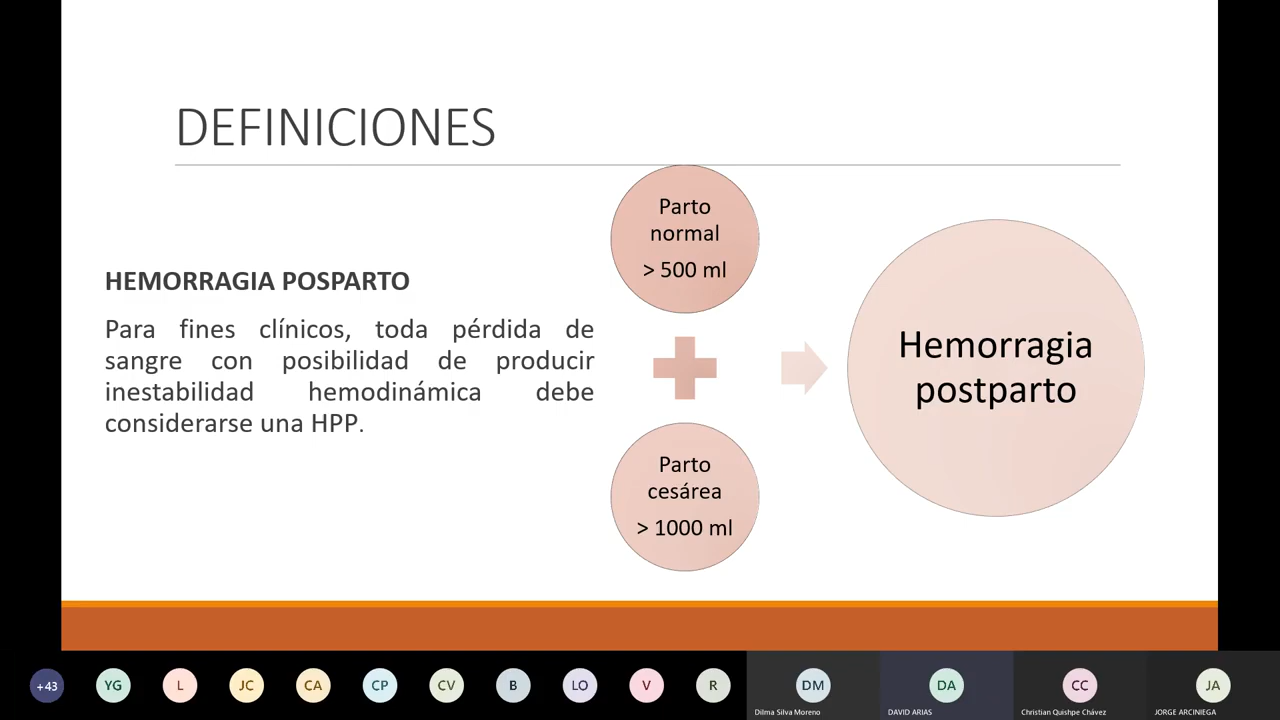 DEFINICIONES
HEMORRAGIA POSPARTO
Para fines clínicos, toda pérdida de
sangre con posibilidad de producir
inestabilidad hemodinámica debe
considerarse una HPP.
Parto
normal
> 500 ml
Parto
cesárea
> 1000 ml
Hemorragia
postparto
+43
YG
L
JC
CA
CP
CV
B
LO
V
R
DM
Dilma Silva Moreno
DA
DAVID ARIAS
CC
Christian Quishpe Chávez
JA
JORGE ARCINIEGA